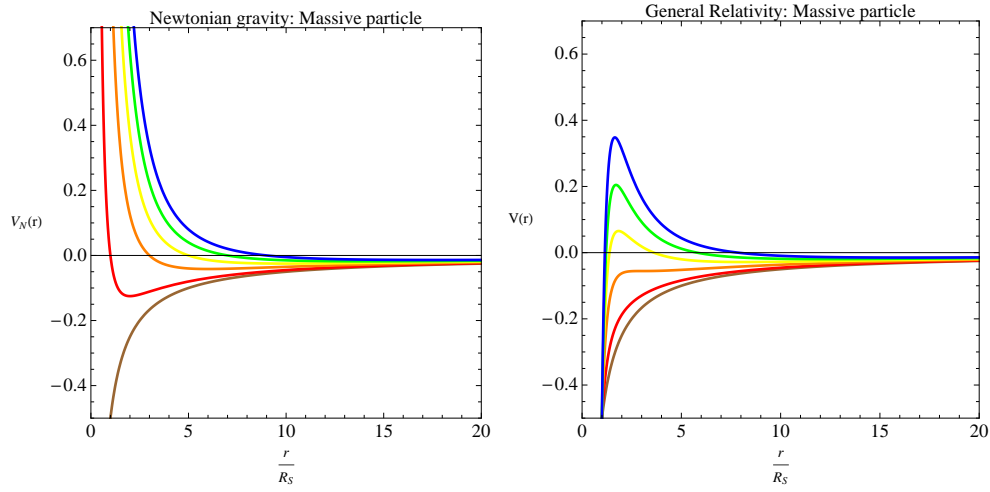 Newtonian gravity: Massive particle
0.6
0.4
0.2
0.0
−0.2
−0.4
V_N(r)
0 5 10 15 20
r
R_S
General Relativity: Massive particle
0.6
0.4
0.2
0.0
−0.2
−0.4
V(r)
0 5 10 15 20
r
R_S